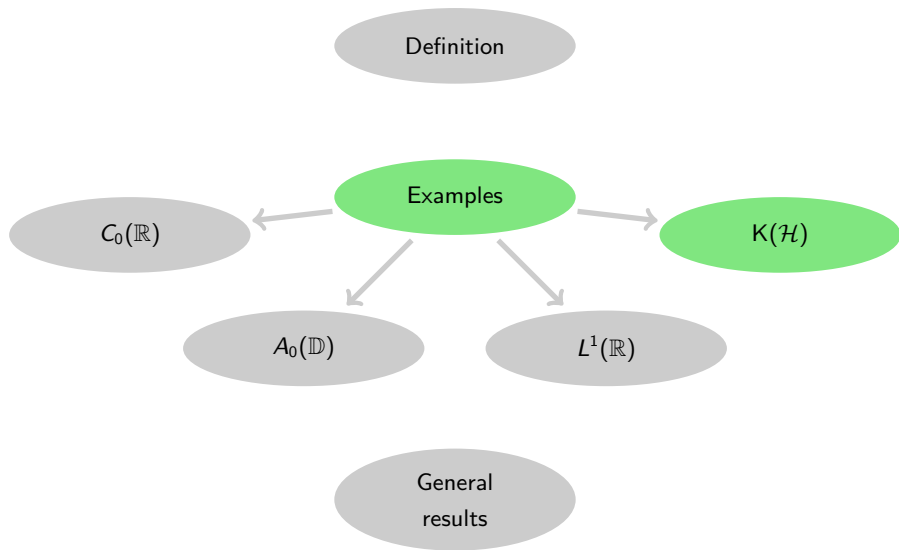 Definition
Examples
C₀(ℝ)
K(ℋ)
A₀(𝔻)
L¹(ℝ)
General
results